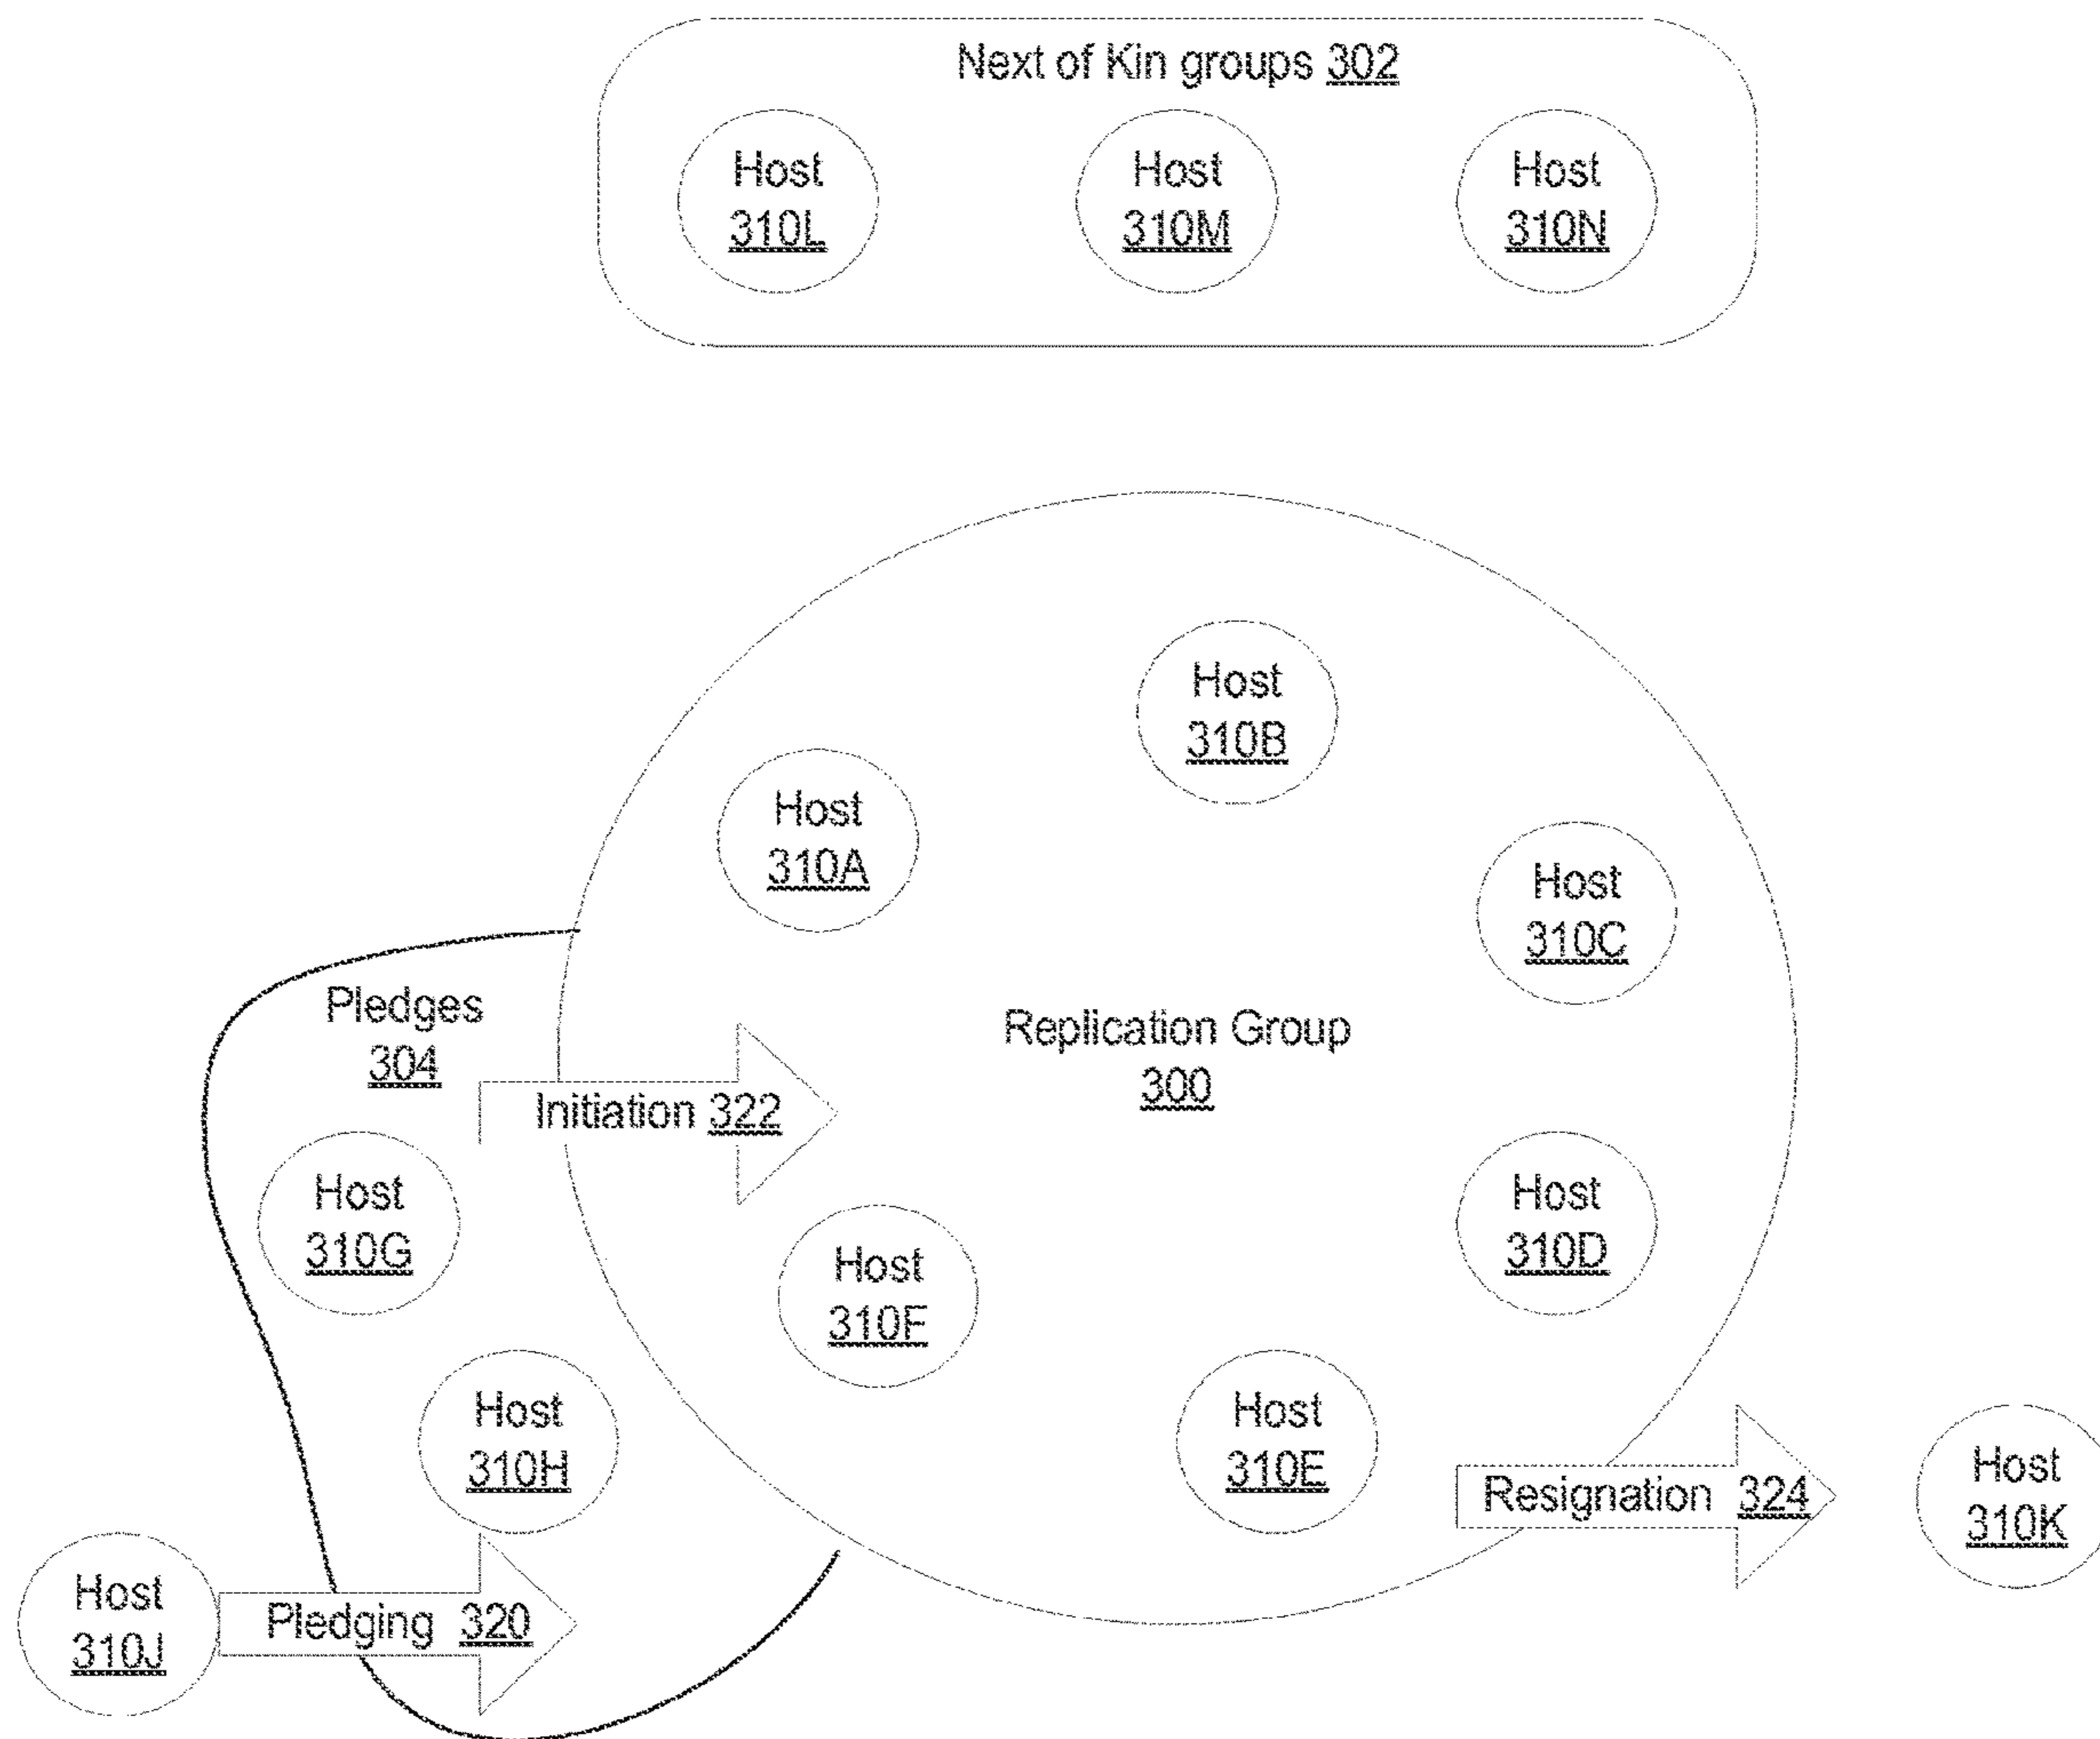 Next of Kin groups 302
Host
310L
Host
310M
Host
310N
Host
310B
Host
310A
Host
310C
Pledges
304
Replication Group
300
Initiation 322
Host
310G
Host
310D
Host
310F
Host
310H
Host
310E
Resignation 324
Host
310K
Host
310J
Pledging 320